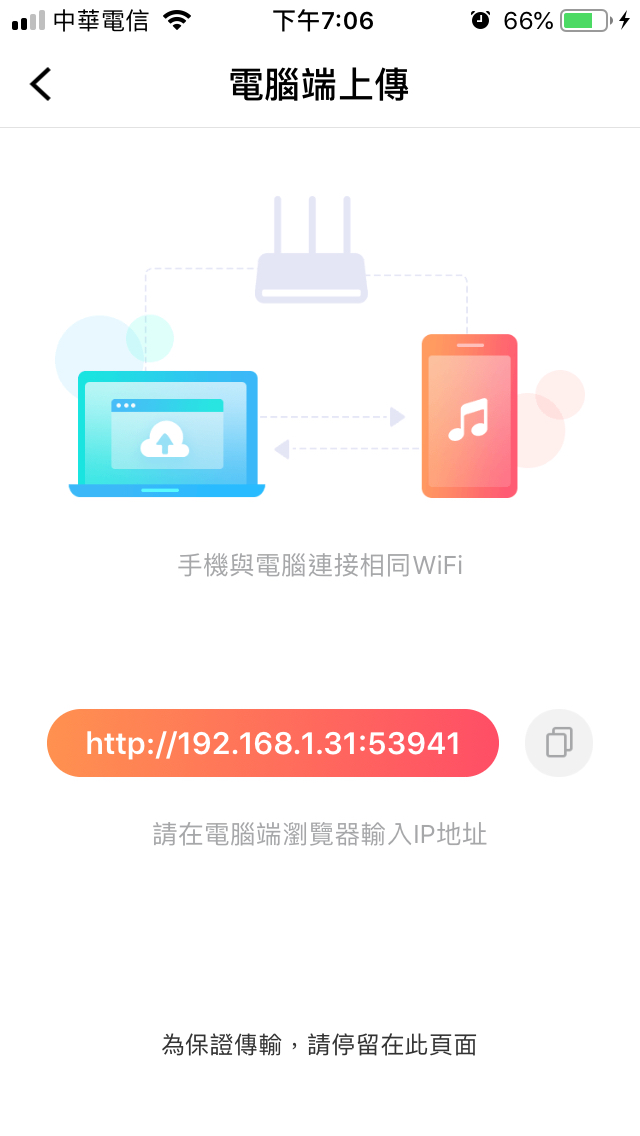 中華電信 下午7:06 66%
電腦端上傳
手機與電腦連接相同WiFi
http://192.168.1.31:53941
請在電腦端瀏覽器輸入IP地址
為保證傳輸，請停留在此頁面